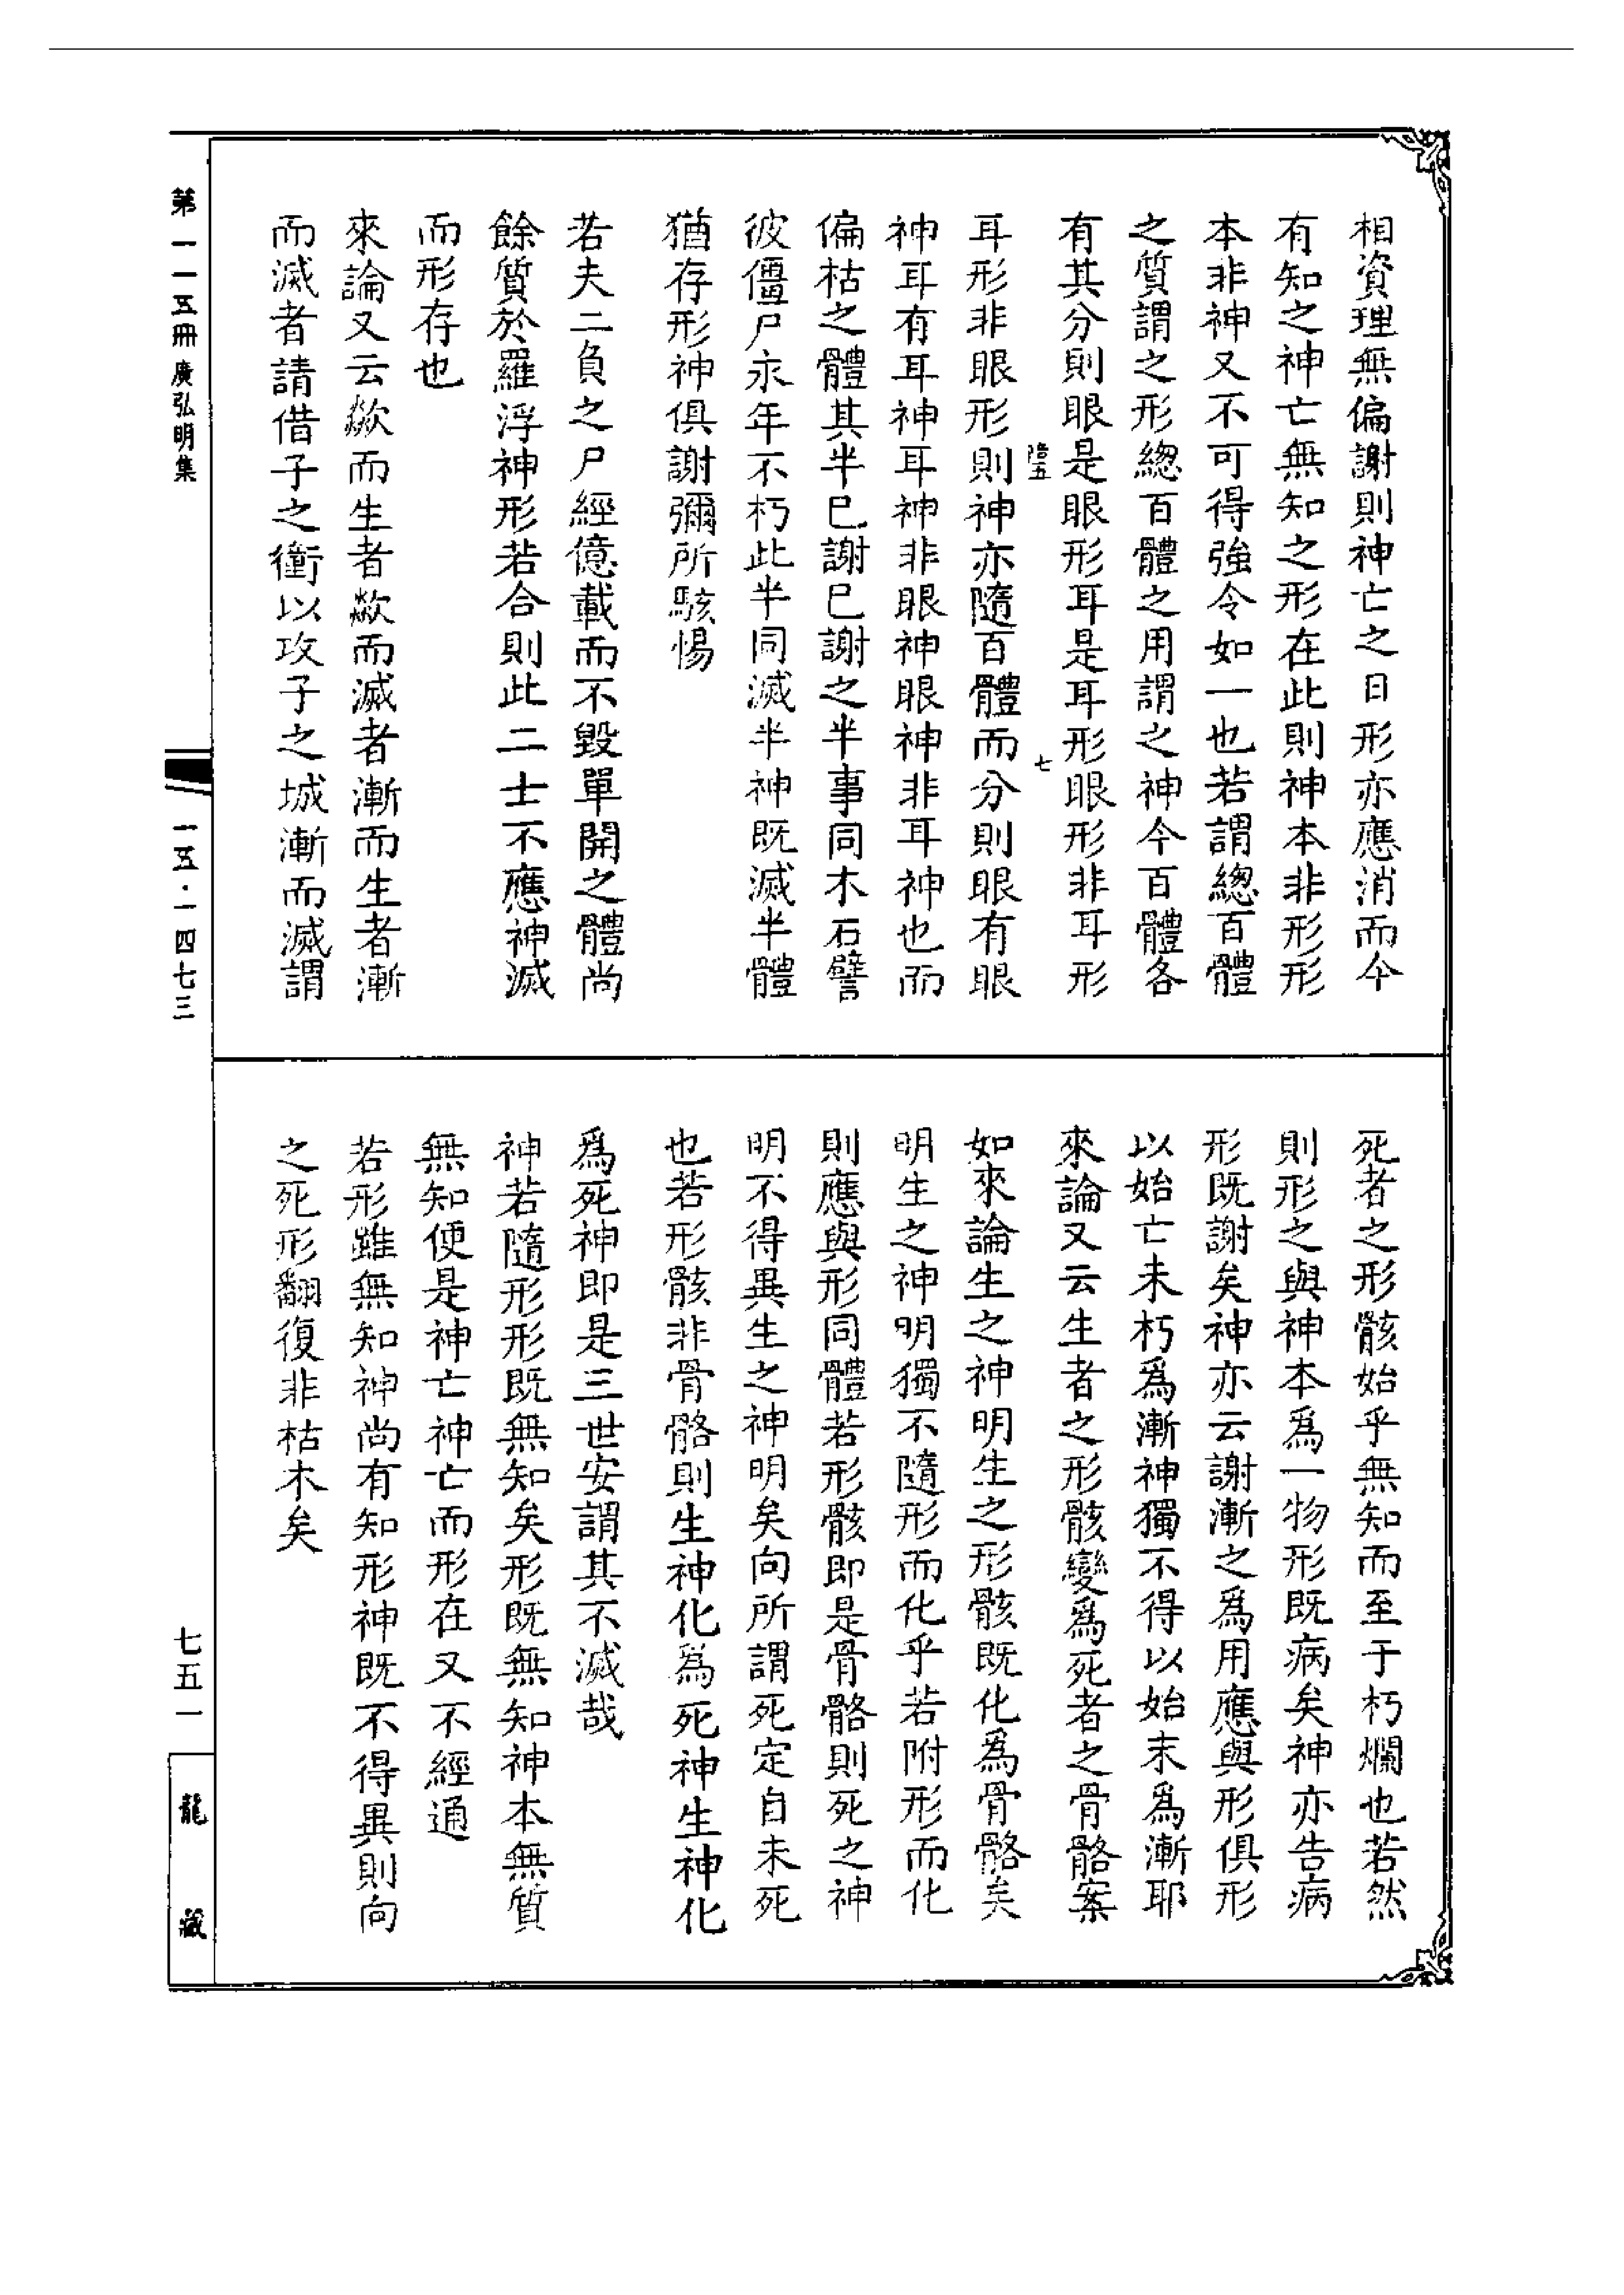 相資理無偏謝則神亡之日形亦應消而今
有知之神亡無知之形在此則神本非形形
本非神又不可得強令如一也若謂總百體
之質謂之形總百體之用謂之神今百體各
有其分則眼是眼形耳是耳形眼形非耳形
七
耳形非眼形則神亦隨百體而分則眼有眼
神耳有耳神耳神非眼神眼神非耳神也而
偏枯之體其半已謝已謝之半事同木石譬
彼僵尸永年不朽此半同滅半神既滅半體
猶存形神俱謝彌所駭惕
若夫二負之尸經億載而不毀單開之體尚
餘質於羅浮神形若合則此二士不應神滅
而形存也
來論又云歘而生者歘而滅者漸而生者漸
而滅者請借子之衝以攻子之城漸而滅謂
死者之形骸始乎無知而至于朽爛也若然
則形之與神本為一物形既病矣神亦告病
形既謝矣神亦云謝漸之為用應與形俱形
以始亡未朽為漸神獨不得以始末為漸耶
來論又云生者之形骸變為死者之骨骼案
如來論生之神明生之形骸既化為骨骼矣
明生之神明獨不隨形而化乎若附形而化
則應與形同體若形骸即是骨骼則死之神
明不得異生之神明矣向所謂死定自未死
也若形骸非骨骼則生神化為死神生神化
為死神即是三世安謂其不滅哉
神若隨形形既無知矣形既無知神本無質
無知便是神亡神亡而形在又不經通
若形雖無知神尚有知形神既不得異則向
之死形翻復非枯木矣
第一一五冊 廣弘明集
一五·一四七三
七五一
龍藏